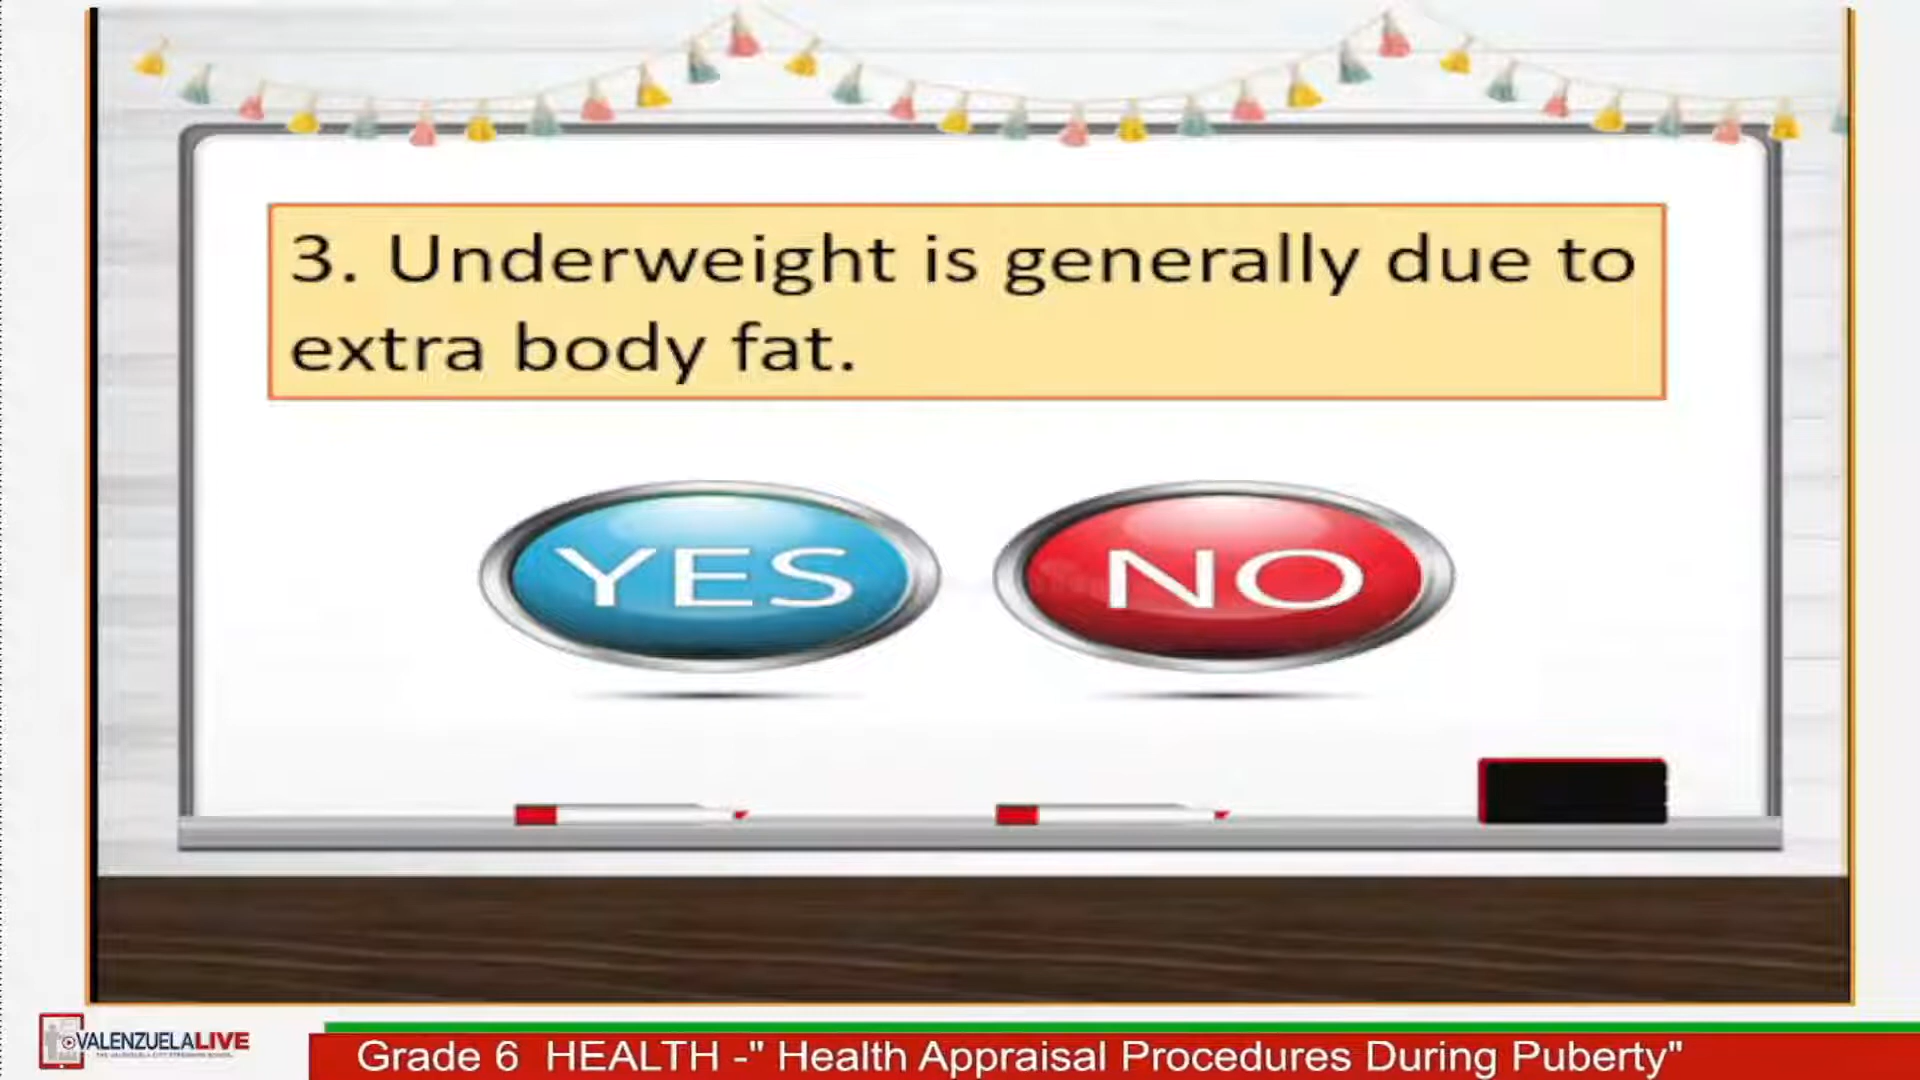 3. Underweight is generally due to
extra body fat.
YES
NO
VALENZUELALIVE
Grade 6 HEALTH -" Health Appraisal Procedures During Puberty"